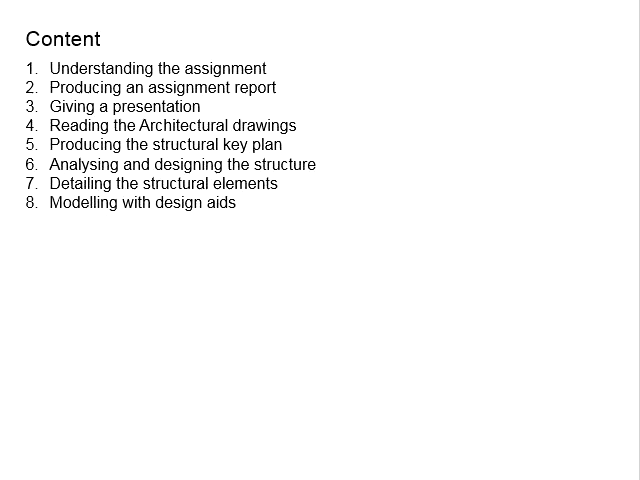 Content
1. Understanding the assignment
2. Producing an assignment report
3. Giving a presentation
4. Reading the Architectural drawings
5. Producing the structural key plan
6. Analysing and designing the structure
7. Detailing the structural elements
8. Modelling with design aids